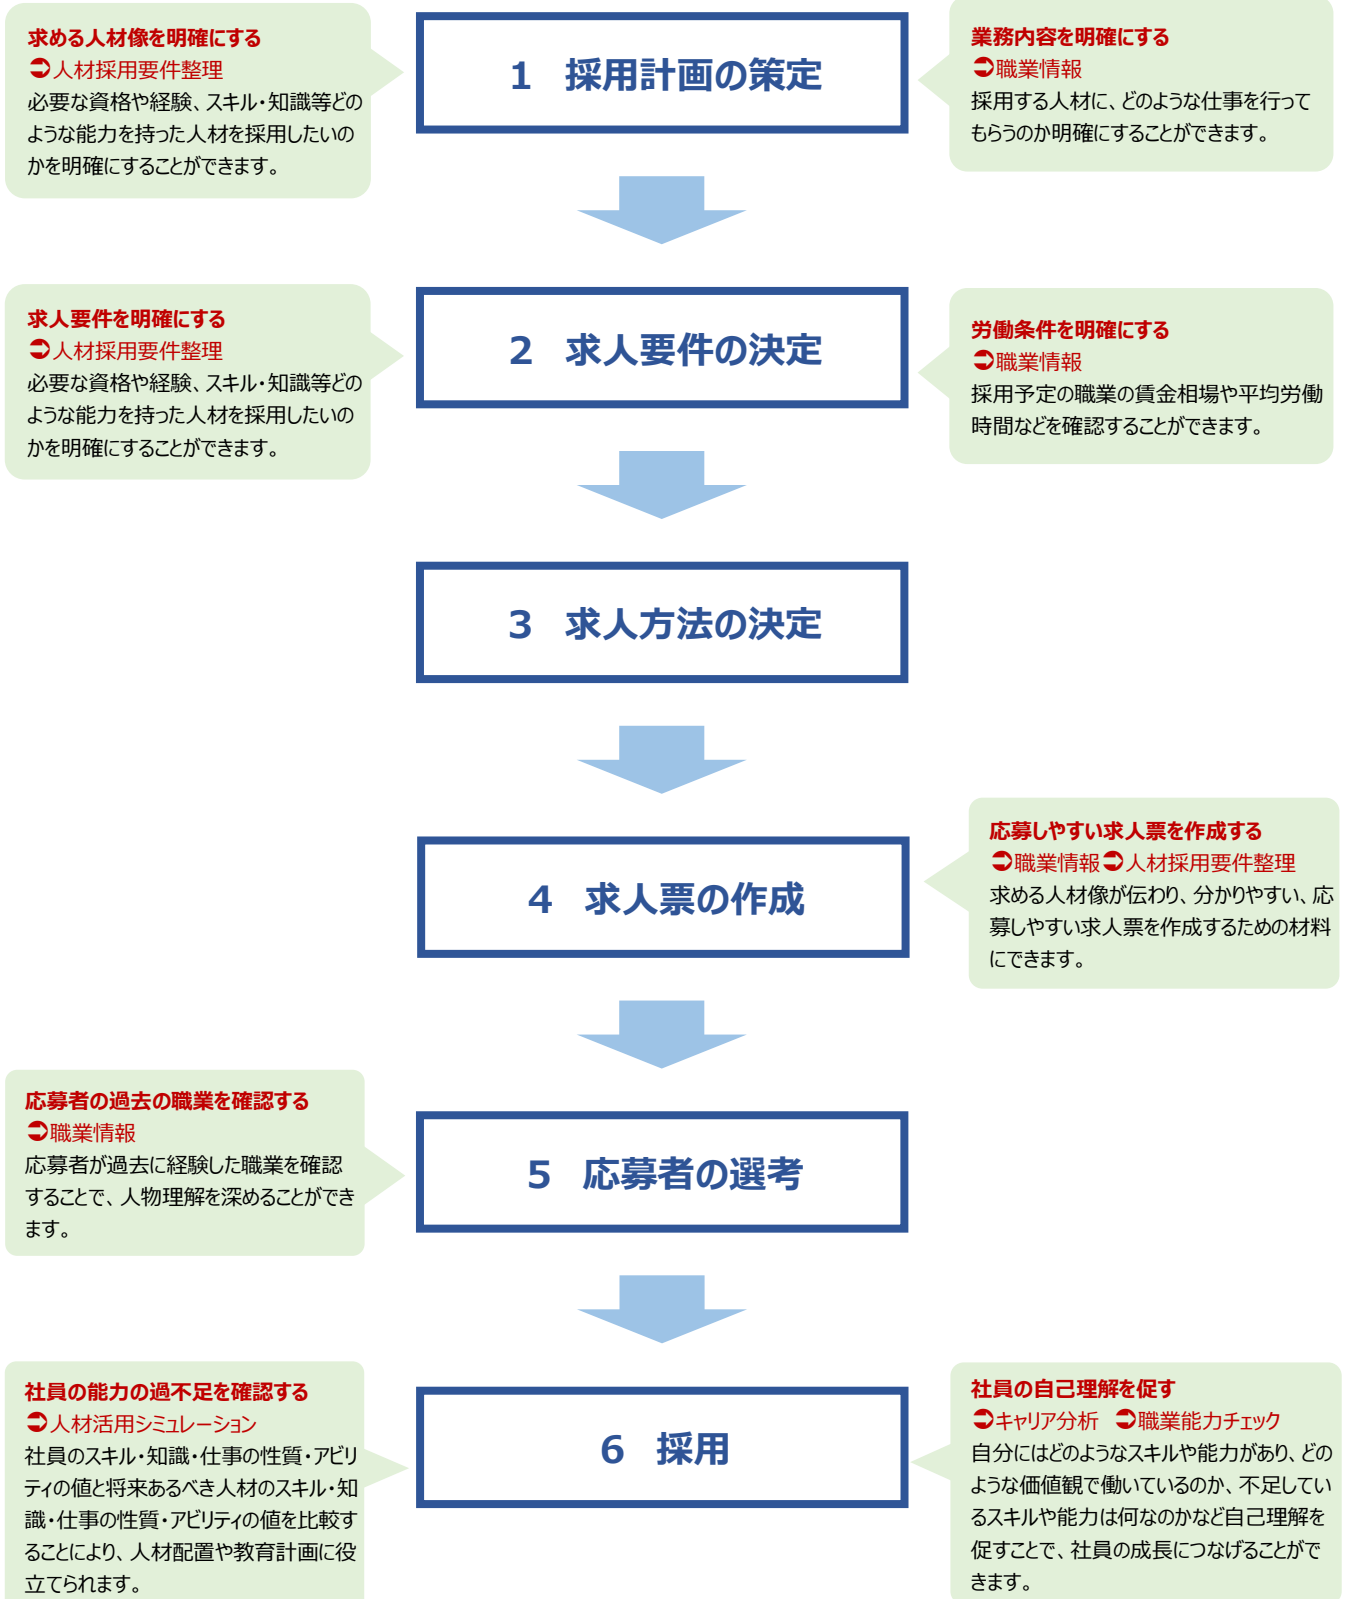 求める人材像を明確にする
➲人材採用要件整理
必要な資格や経験、スキル・知識等どの
ような能力を持った人材を採用したいの
かを明確にすることができます。
1 採用計画の策定
業務内容を明確にする
➲職業情報
採用する人材に、どのような仕事を行って
もらうのか明確にすることができます。
求人要件を明確にする
➲人材採用要件整理
必要な資格や経験、スキル・知識等どの
ような能力を持った人材を採用したいの
かを明確にすることができます。
2 求人要件の決定
労働条件を明確にする
➲職業情報
採用予定の職業の賃金相場や平均労働
時間などを確認することができます。
3 求人方法の決定
4 求人票の作成
応募しやすい求人票を作成する
➲職業情報➲人材採用要件整理
求める人材像が伝わり、分かりやすい、応
募しやすい求人票を作成するための材料
にできます。
応募者の過去の職業を確認する
➲職業情報
応募者が過去に経験した職業を確認
することで、人物理解を深めることができ
ます。
5 応募者の選考
社員の能力の過不足を確認する
➲人材活用シミュレーション
社員のスキル・知識・仕事の性質・アビリ
ティの値と将来あるべき人材のスキル・知
識・仕事の性質・アビリティの値を比較す
ることにより、人材配置や教育計画に役
立てられます。
6 採用
社員の自己理解を促す
➲キャリア分析 ➲職業能力チェック
自分にはどのようなスキルや能力があり、どの
ような価値観で働いているのか、不足してい
るスキルや能力は何なのかなど自己理解を
促すことで、社員の成長につなげることがで
きます。